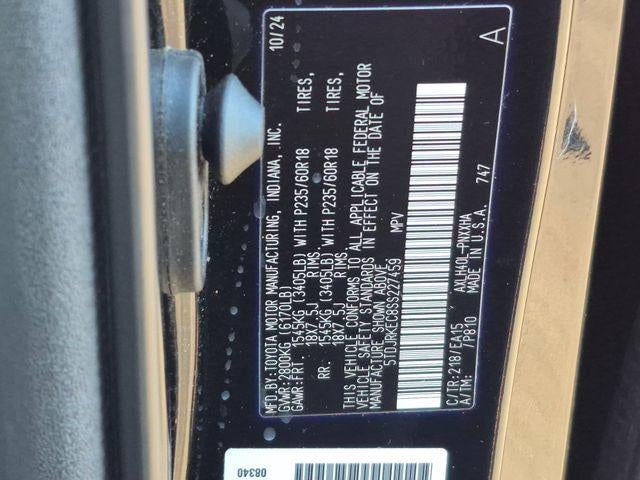 MFD.BY:TOYOTA MOTOR MANUFACTURING, INDIANA, INC. 10/24
GVWR:2800KG (6170LB)
GAWR:FRT. 1545KG (3405LB) WITH P235/60R18 TIRES,
18X7.5J RIMS,
RR. 1545KG (3405LB) WITH P235/60R18 TIRES,
18X7.5J RIMS
THIS VEHICLE CONFORMS TO ALL APPLICABLE FEDERAL MOTOR
VEHICLE SAFETY STANDARDS IN EFFECT ON THE DATE OF
MANUFACTURE SHOWN ABOVE.
5TDJRKEC8SS227459 MPV
C/TR:218/EA15 AXLH40L-PNXXHA
A/TM: /P810 MADE IN U.S.A. 747
A
08340